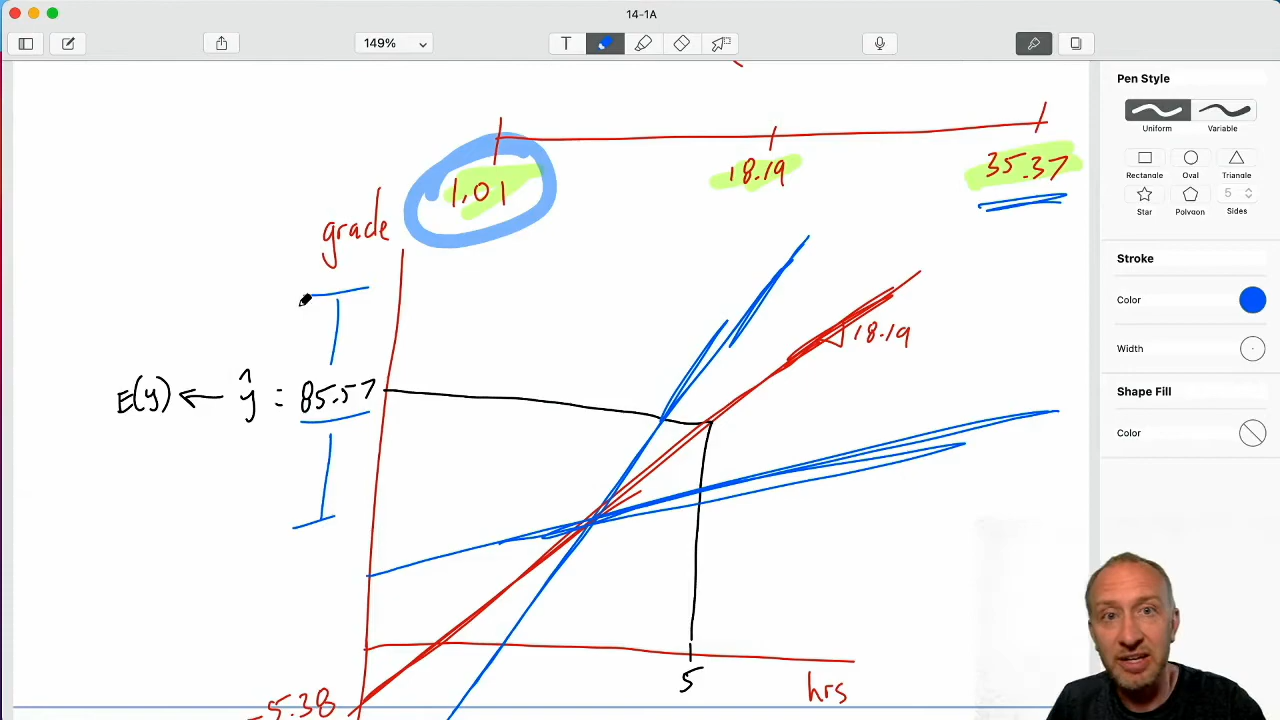 14-1A
149%
T
Pen Style
Uniform Variable
Rectangle Oval Triangle
Star Polygon 5 Sides
Stroke
Color
Width
Shape Fill
Color
1.01 18.19 35.37
grade
18.19
E(y) ← ŷ = 85.57
5
hrs
-5.38